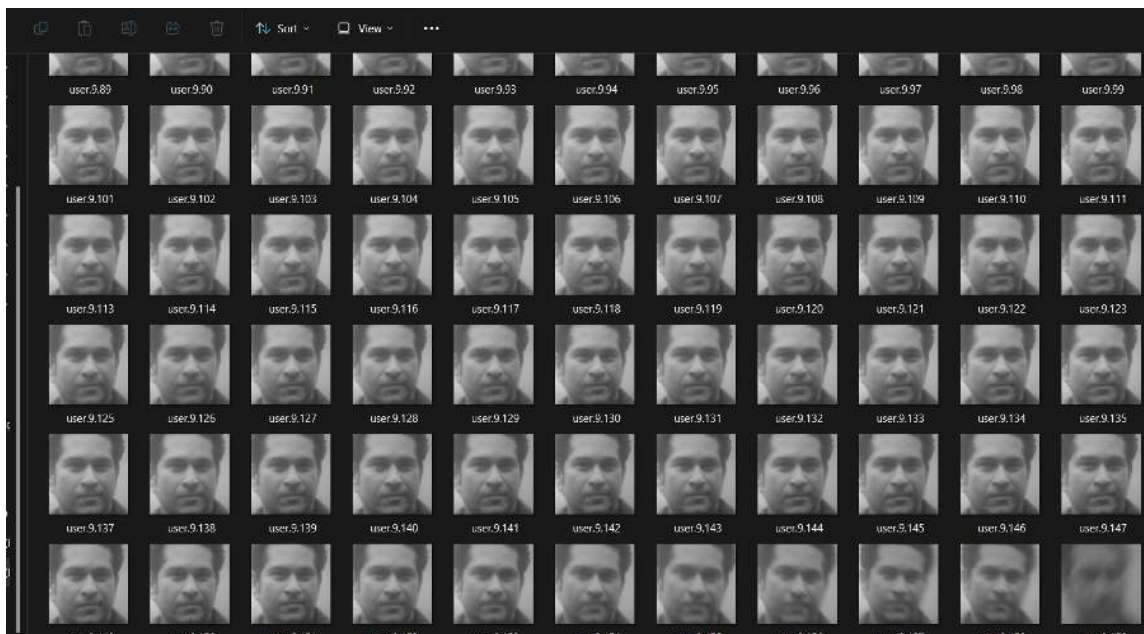 Sort View
user.9.89 user.9.90 user.9.91 user.9.92 user.9.93 user.9.94 user.9.95 user.9.96 user.9.97 user.9.98 user.9.99
user.9.101 user.9.102 user.9.103 user.9.104 user.9.105 user.9.106 user.9.107 user.9.108 user.9.109 user.9.110 user.9.111
user.9.113 user.9.114 user.9.115 user.9.116 user.9.117 user.9.118 user.9.119 user.9.120 user.9.121 user.9.122 user.9.123
user.9.125 user.9.126 user.9.127 user.9.128 user.9.129 user.9.130 user.9.131 user.9.132 user.9.133 user.9.134 user.9.135
user.9.137 user.9.138 user.9.139 user.9.140 user.9.141 user.9.142 user.9.143 user.9.144 user.9.145 user.9.146 user.9.147